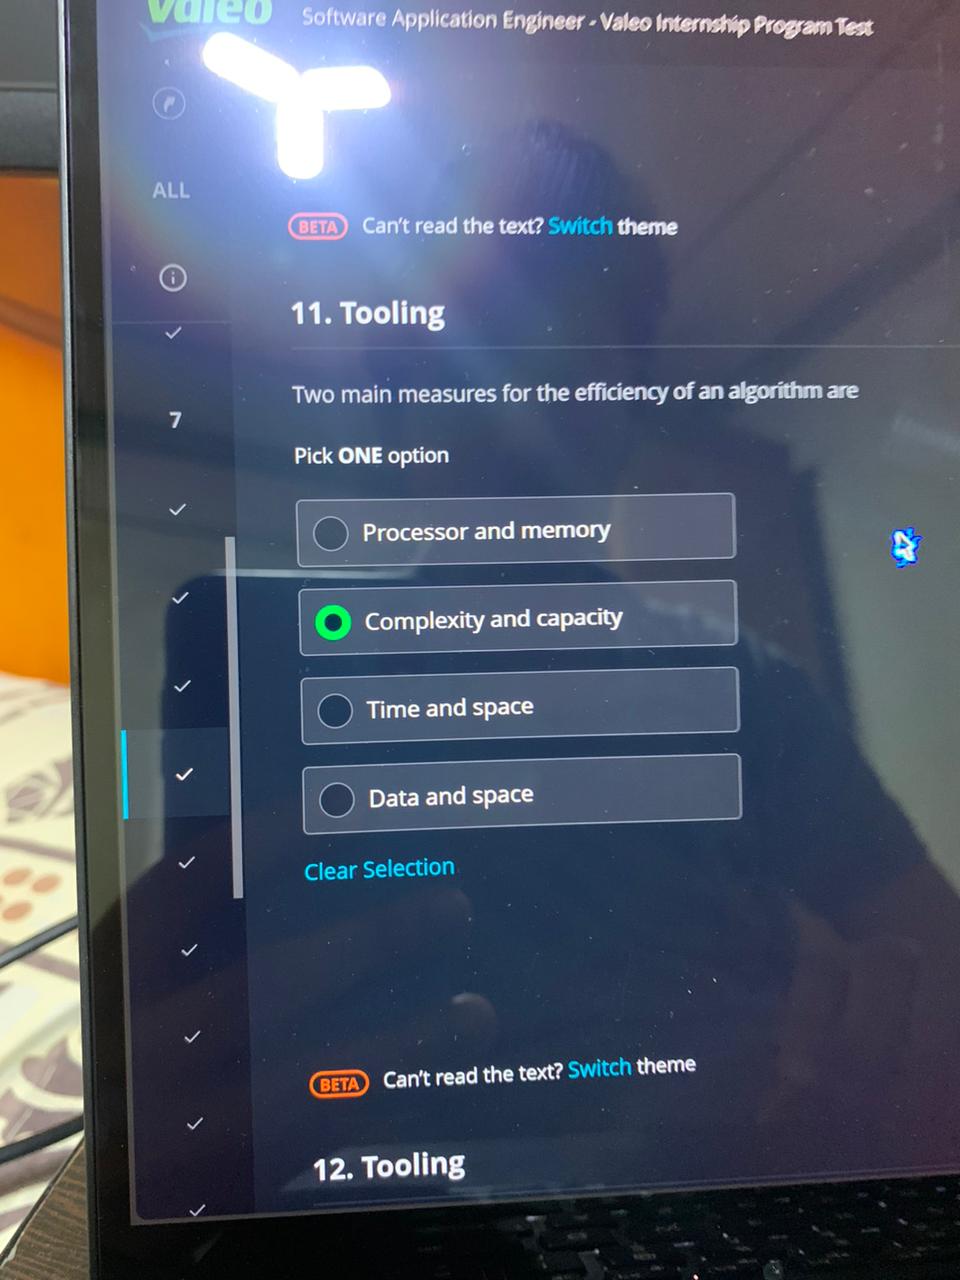 Valeo
Software Application Engineer - Valeo Internship Program Test
ALL
BETA Can't read the text? Switch theme
11. Tooling
Two main measures for the efficiency of an algorithm are
7
Pick ONE option
Processor and memory
Complexity and capacity
Time and space
Data and space
Clear Selection
BETA Can't read the text? Switch theme
12. Tooling